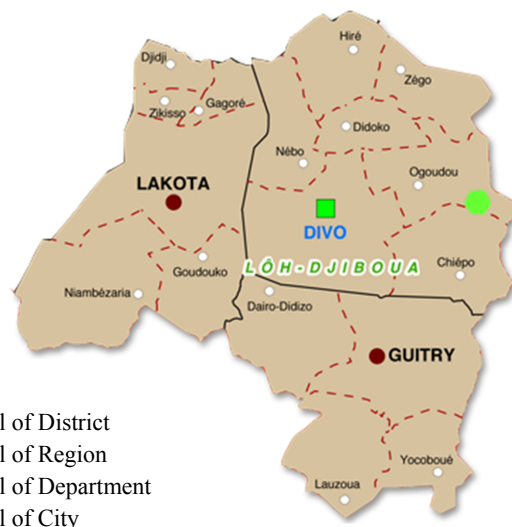 Hiré
Djidji
Zégo
Zikisso
Gagoré
Didoko
Nébo
Ogoudou
LAKOTA
DIVO
LÔH-DJIBOUA
Goudouko
Chiépo
Niambézaria
Dairo-Didizo
GUITRY
l of District
l of Region
l of Department
l of City
Yocoboué
Lauzoua